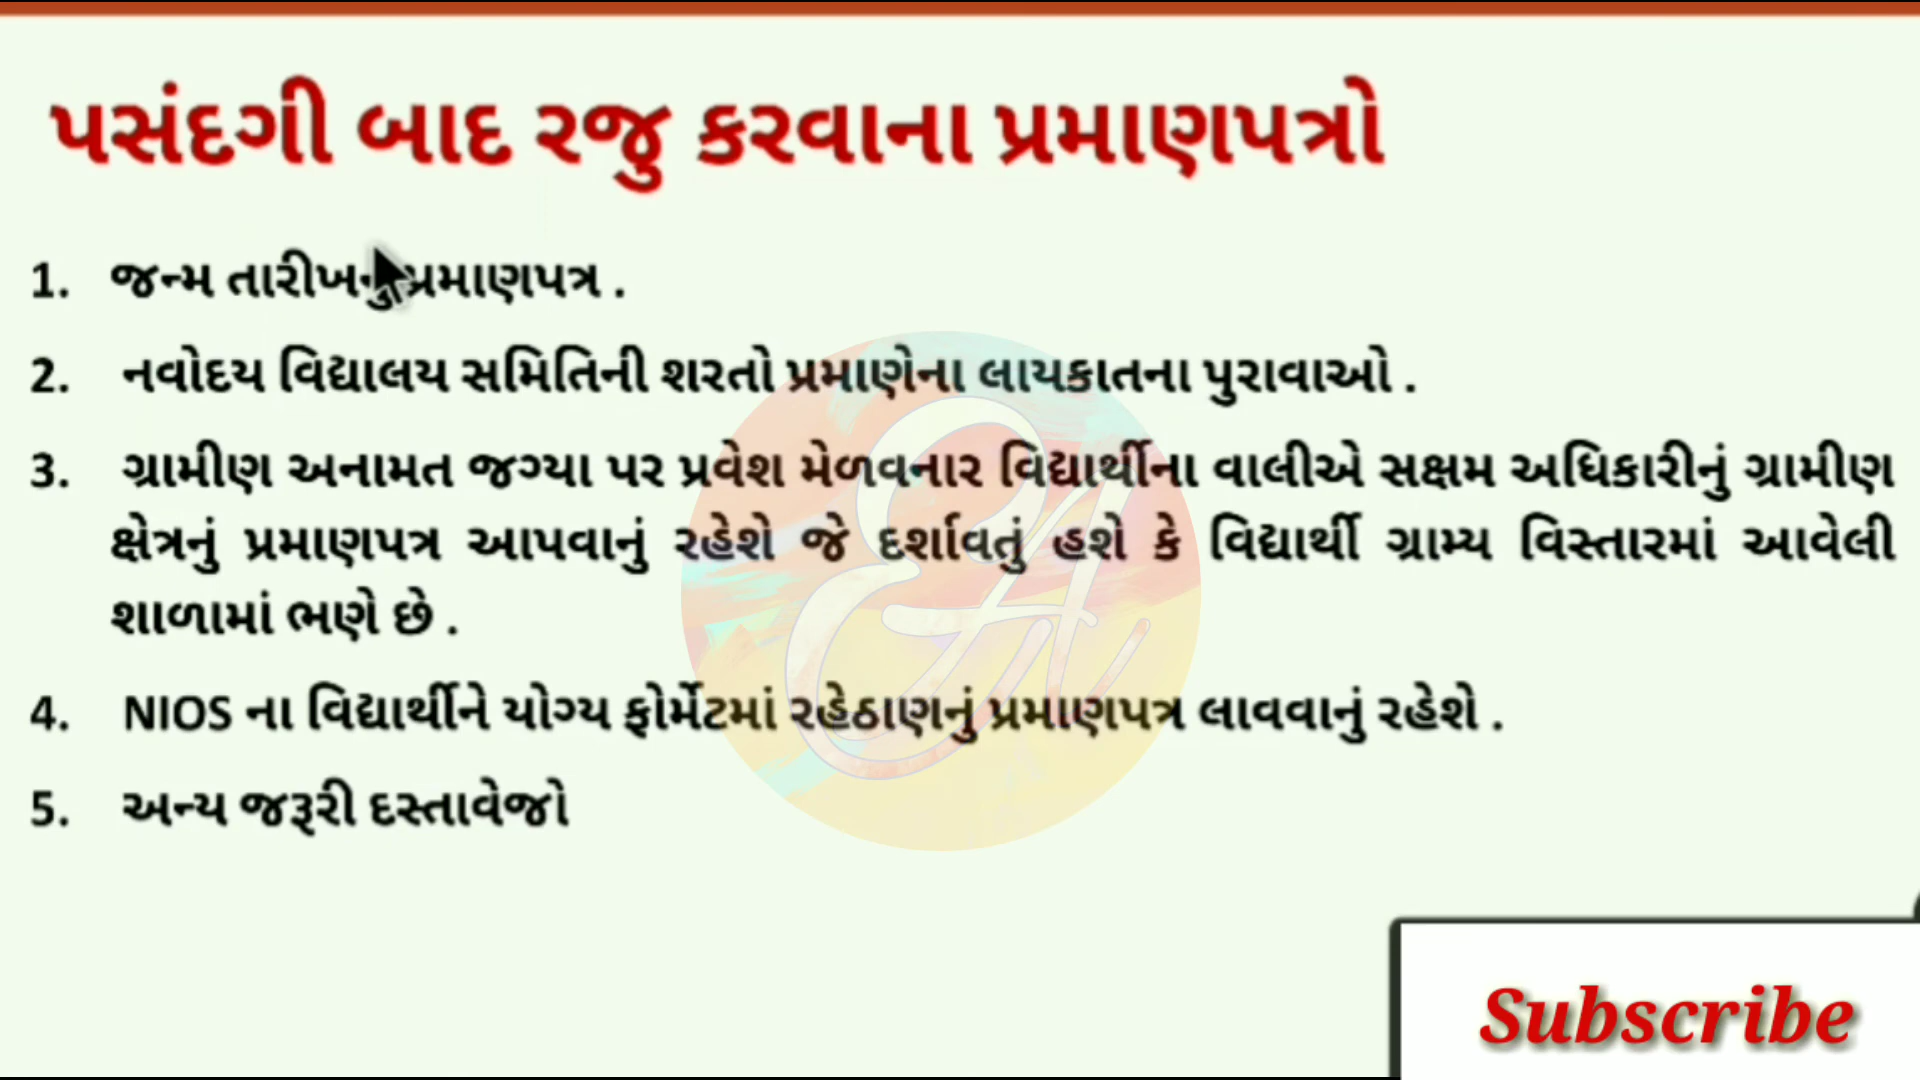 પસંદગી બાદ રજુ કરવાના પ્રમાણપત્રો
1. જન્મ તારીખનું પ્રમાણપત્ર .
2. નવોદય વિદ્યાલય સમિતિની શરતો પ્રમાણેના લાયકાતના પુરાવાઓ .
3. ગ્રામીણ અનામત જગ્યા પર પ્રવેશ મેળવનાર વિદ્યાર્થીના વાલીએ સક્ષમ અધિકારીનું ગ્રામીણ
ક્ષેત્રનું પ્રમાણપત્ર આપવાનું રહેશે જે દર્શાવતું હશે કે વિદ્યાર્થી ગ્રામ્ય વિસ્તારમાં આવેલી
શાળામાં ભણે છે .
4. NIOS ના વિદ્યાર્થીને યોગ્ય ફોર્મેટમાં રહેઠાણનું પ્રમાણપત્ર લાવવાનું રહેશે .
5. અન્ય જરૂરી દસ્તાવેજો
EA
Subscribe